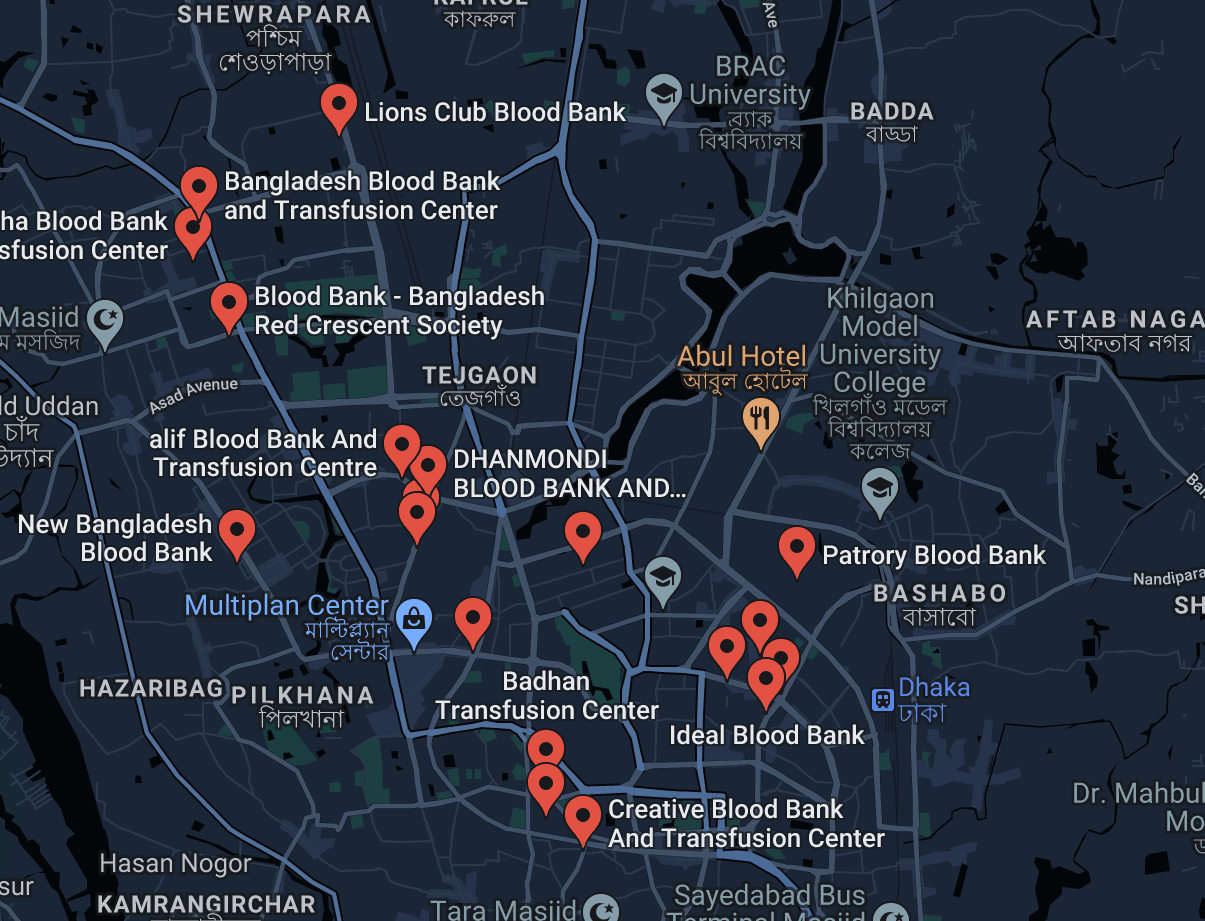 SHEWRAPARA
পশ্চিম
শেওড়াপাড়া
কাফরুল
Ave
BRAC
University
ব্র্যাক
বিশ্ববিদ্যালয়
BADDA
বাড্ডা
Lions Club Blood Bank
Bangladesh Blood Bank
and Transfusion Center
ha Blood Bank
sfusion Center
Blood Bank - Bangladesh
Red Crescent Society
Masjid
ম মসজিদ
Khilgaon
Model
University
College
খিলগাঁও মডেল
বিশ্ববিদ্যালয়
কলেজ
AFTAB NAGA
আফতাব নগর
Abul Hotel
আবুল হোটেল
TEJGAON
তেজগাঁও
Asad Avenue
ld Uddan
চাঁদ
উদ্যান
alif Blood Bank And
Transfusion Centre
DHANMONDI
BLOOD BANK AND...
New Bangladesh
Blood Bank
Patrory Blood Bank
BASHABO
বাসাবো
Nandipara
SH
Multiplan Center
মাল্টিপ্ল্যান
সেন্টার
HAZARIBAG
PILKHANA
পিলখানা
Badhan
Transfusion Center
Ideal Blood Bank
Dhaka
ঢাকা
Creative Blood Bank
And Transfusion Center
Dr. Mahbul
Mo
Hasan Nogor
sur
KAMRANGIRCHAR
Tara Masjid
Sayedabad Bus
Terminal Masjid